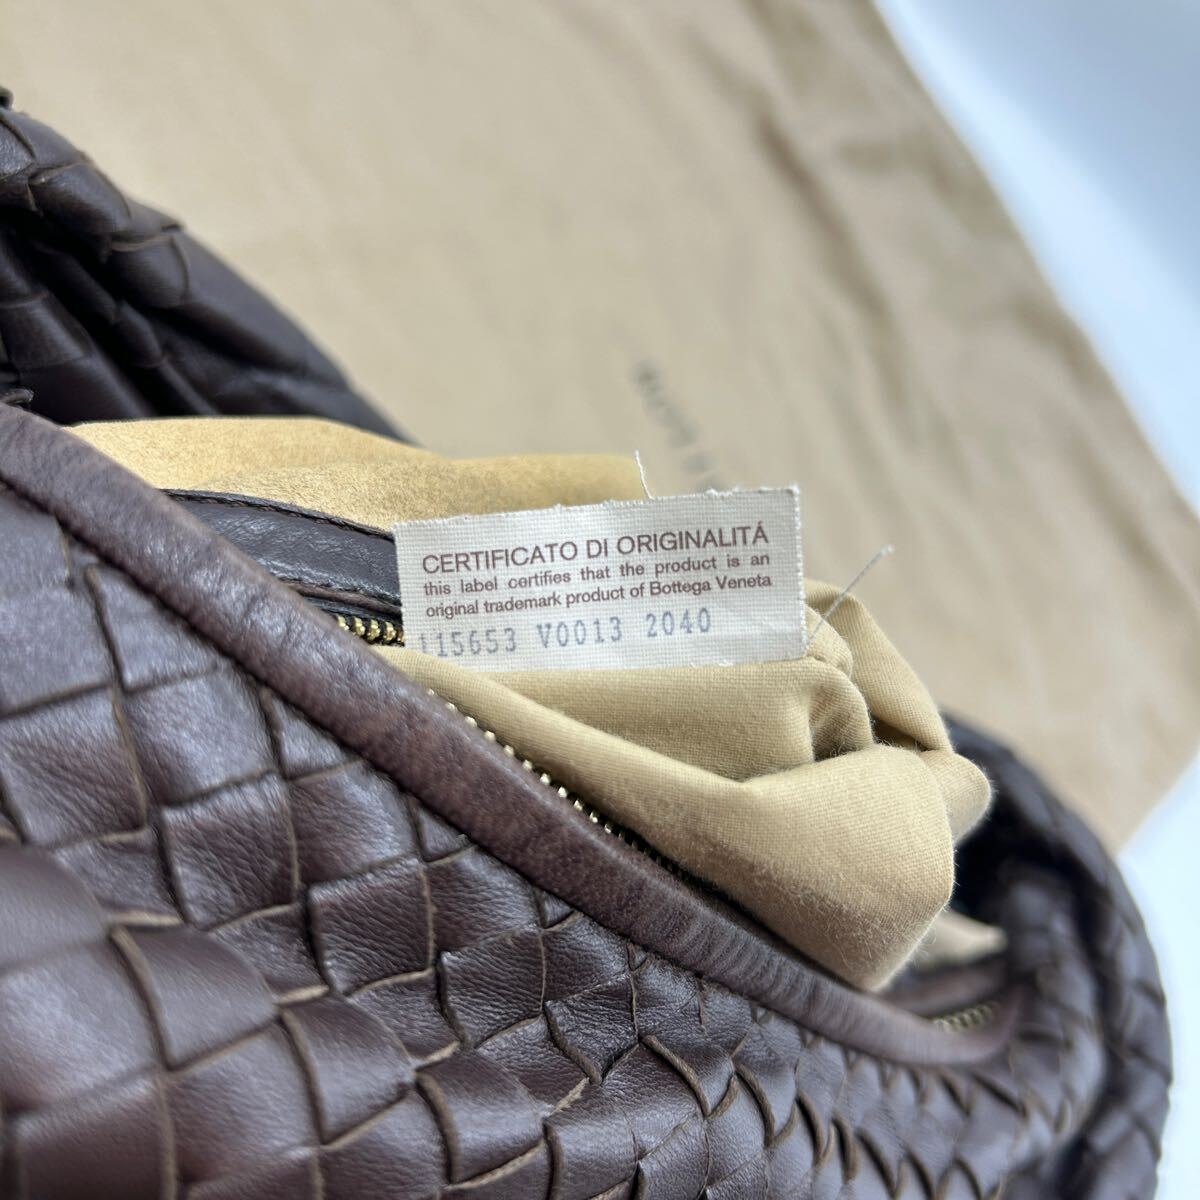 CERTIFICATO DI ORIGINALITÁ
this label certifies that the product is an
original trademark product of Bottega Veneta
115653 V0013 2040